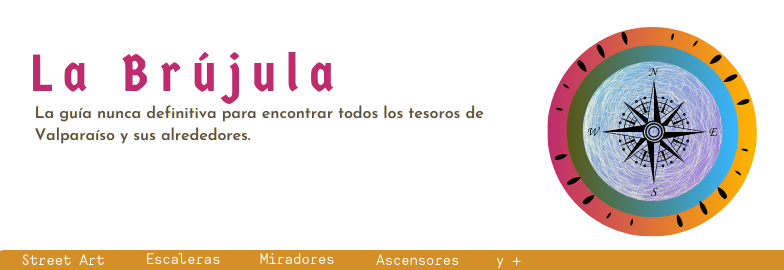 La Brújula
La guía nunca definitiva para encontrar todos los tesoros de
Valparaíso y sus alrededores.
N
W E
S
Street Art Escaleras Miradores Ascensores y +